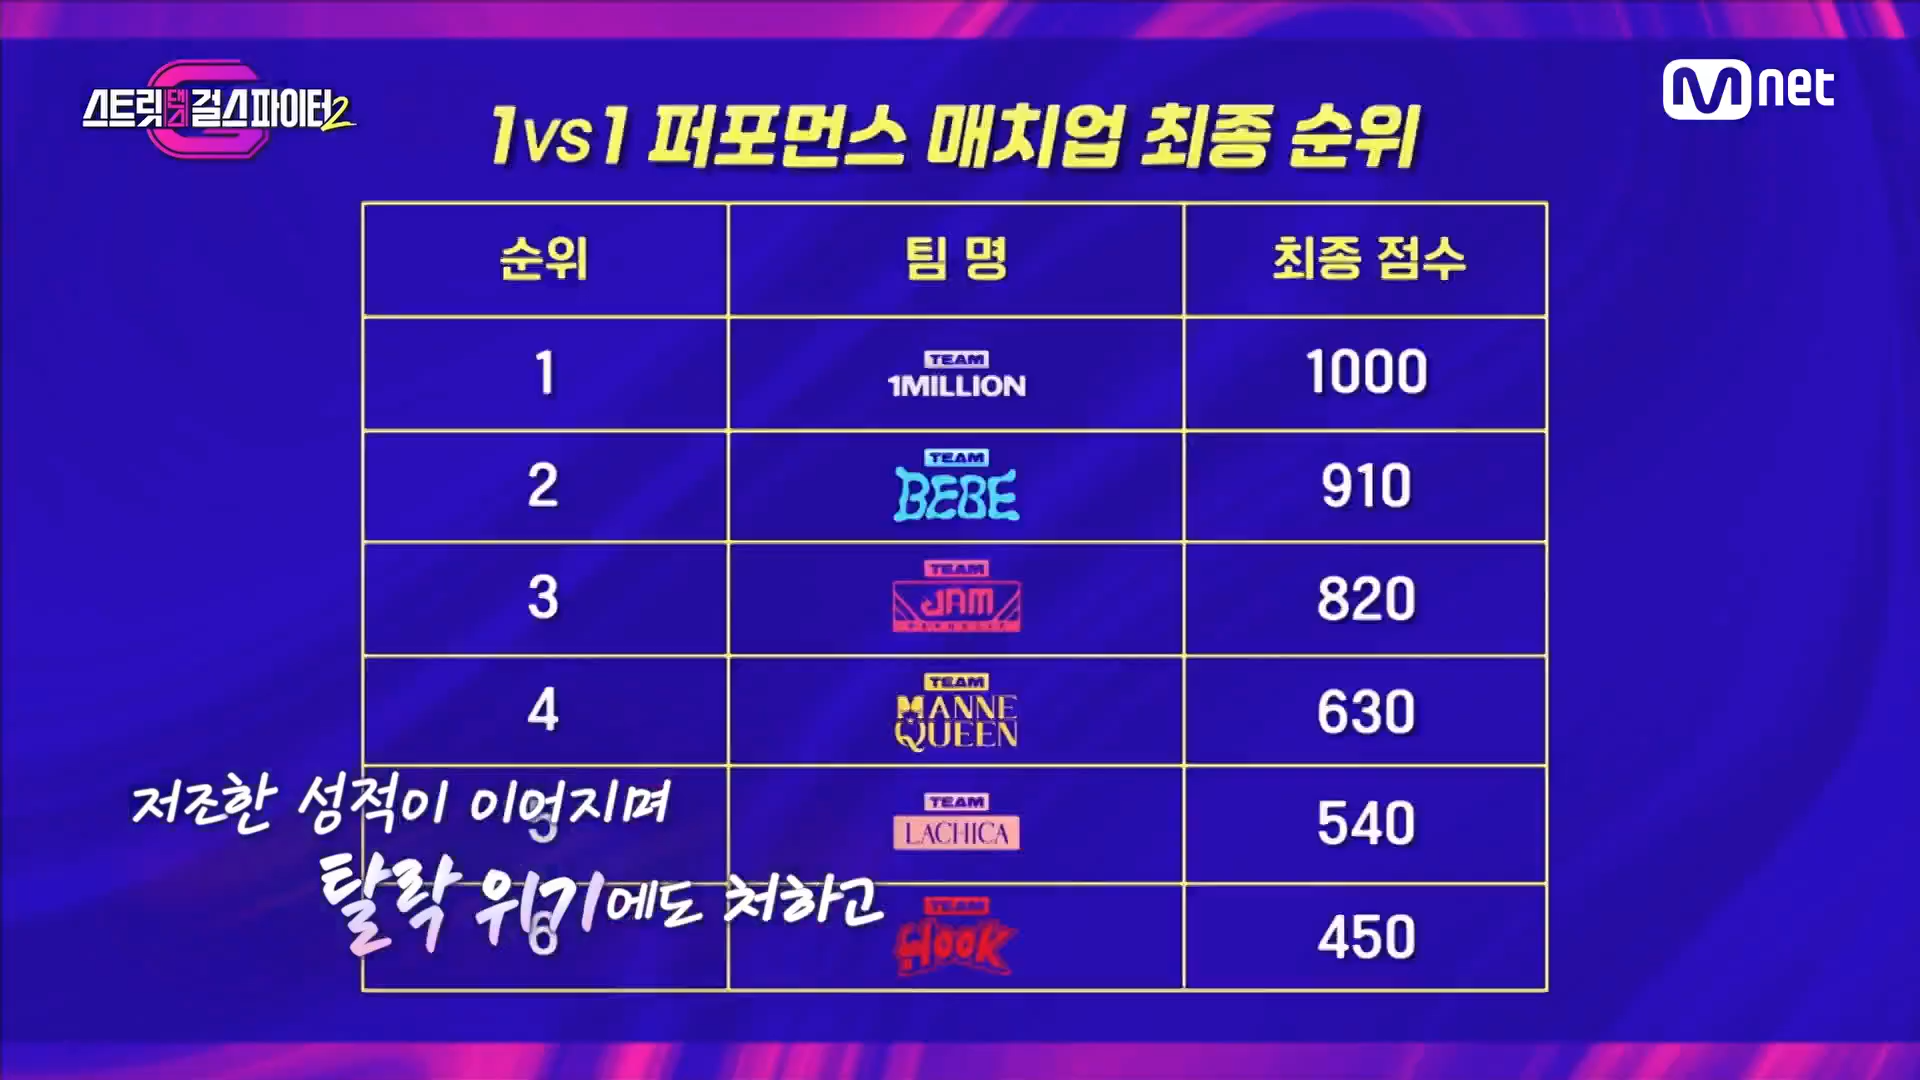 스트릿댄스걸스파이터2
Mnet
1vs1 퍼포먼스 매치업 최종 순위
순위 팀 명 최종 점수
1 TEAM 1MILLION 1000
2 TEAM BEBE 910
3 TEAM JAM REPUBLIC 820
4 TEAM MANNEQUEEN 630
5 TEAM LACHICA 540
6 TEAM HOOK 450
저조한 성적이 이어지며
탈락 위기에도 처하고